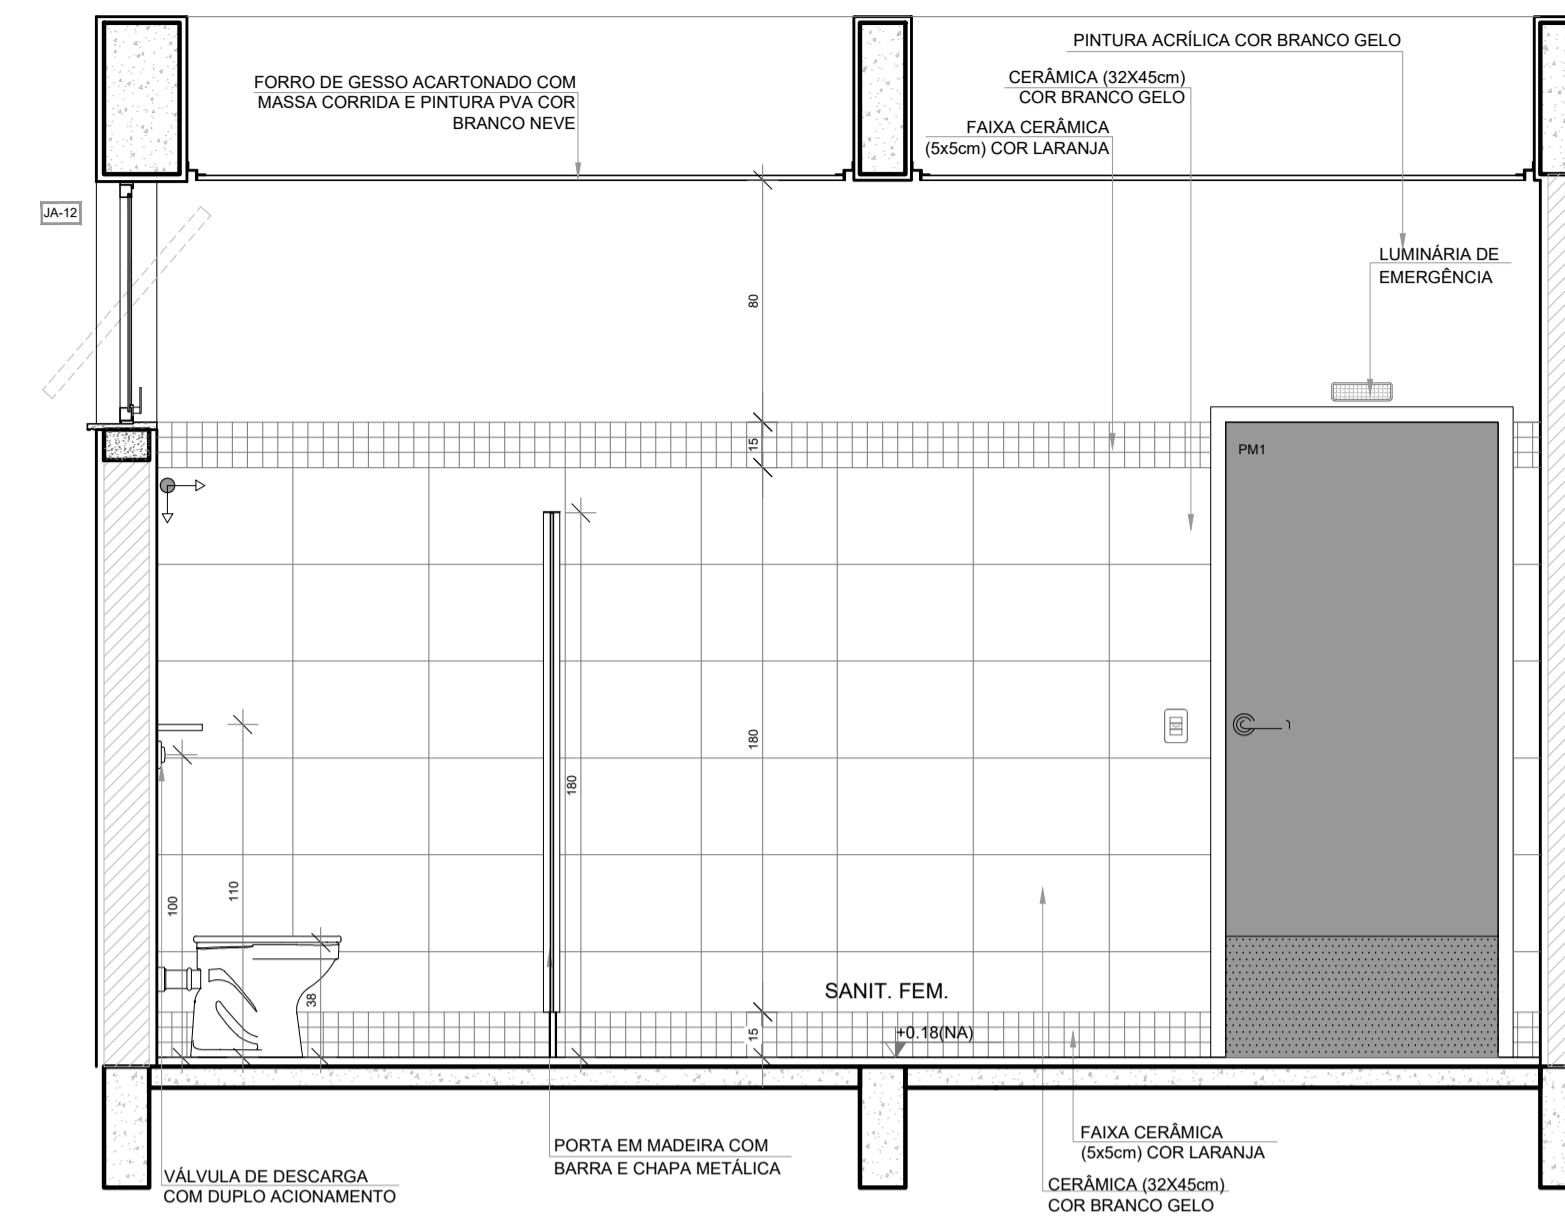 PINTURA ACRÍLICA COR BRANCO GELO
FORRO DE GESSO ACARTONADO COM
MASSA CORRIDA E PINTURA PVA COR
BRANCO NEVE
CERÂMICA (32X45cm)
COR BRANCO GELO
FAIXA CERÂMICA
(5x5cm) COR LARANJA
JA-12
LUMINÁRIA DE
EMERGÊNCIA
80
15
PM1
180
180
110
100
38
SANIT. FEM.
15
+0.18(NA)
FAIXA CERÂMICA
(5x5cm) COR LARANJA
PORTA EM MADEIRA COM
BARRA E CHAPA METÁLICA
VÁLVULA DE DESCARGA
COM DUPLO ACIONAMENTO
CERÂMICA (32X45cm)
COR BRANCO GELO